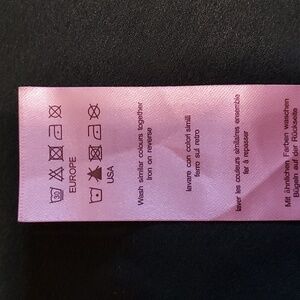 30
EUROPE
USA
Wash similar colours together
Iron on reverse
lavare con colori simili
ferro sul retro
laver les couleurs similaires ensemble
fer à repasser
Mit ähnlichen Farben waschen
Bügeln auf der Rückseite